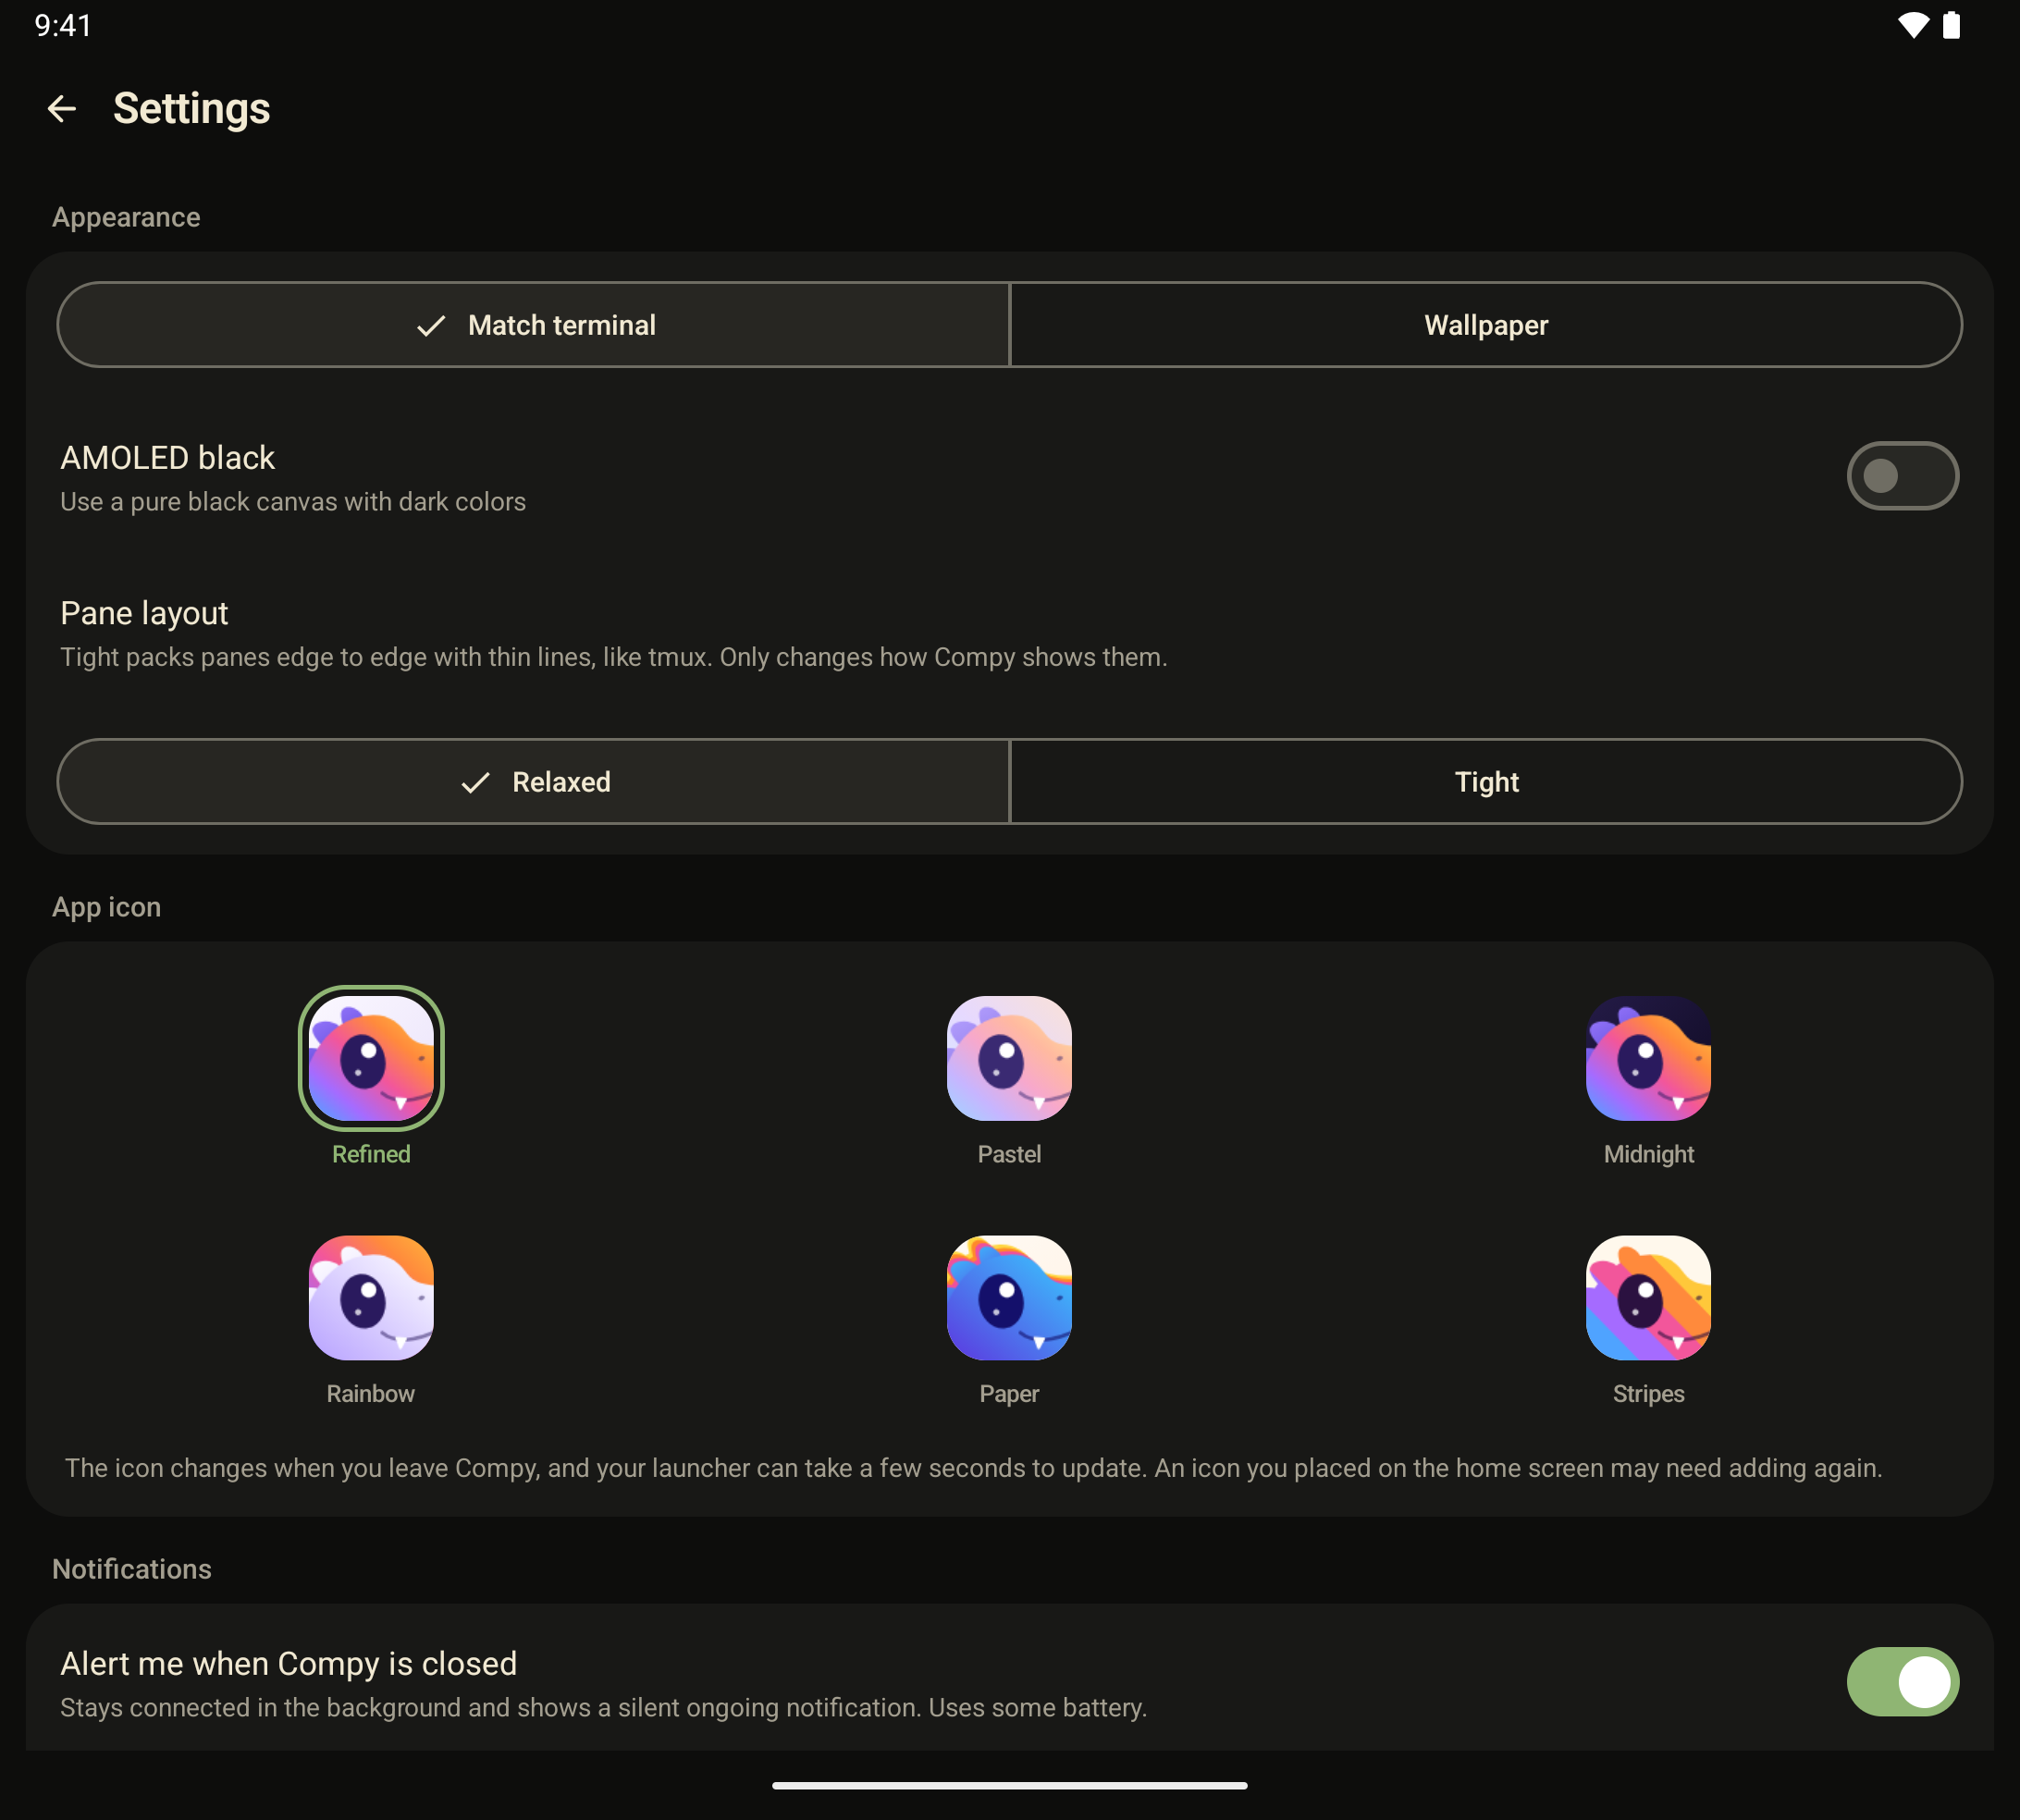 9:41
Settings
Appearance
Match terminal
Wallpaper
AMOLED black
Use a pure black canvas with dark colors
Pane layout
Tight packs panes edge to edge with thin lines, like tmux. Only changes how Compy shows them.
Relaxed
Tight
App icon
Refined
Pastel
Midnight
Rainbow
Paper
Stripes
The icon changes when you leave Compy, and your launcher can take a few seconds to update. An icon you placed on the home screen may need adding again.
Notifications
Alert me when Compy is closed
Stays connected in the background and shows a silent ongoing notification. Uses some battery.